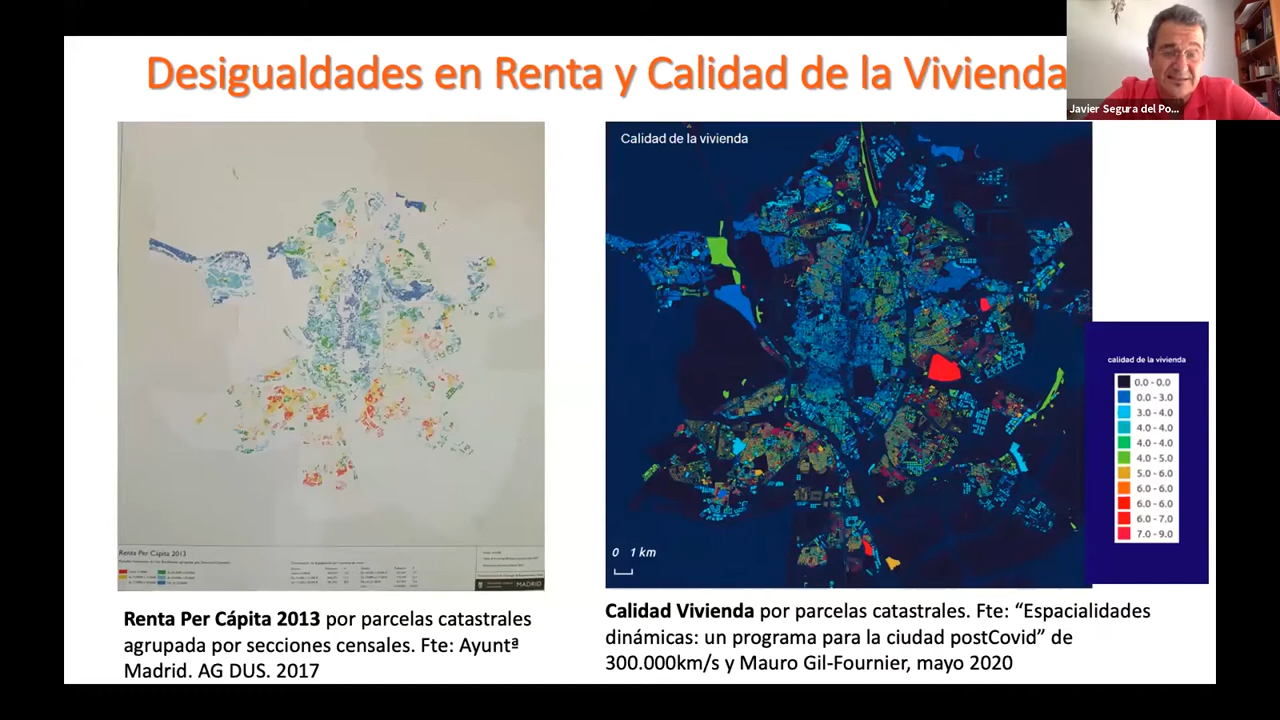 Desigualdades en Renta y Calidad de la Vivienda
Javier Segura del Po...
Calidad de la vivienda
calidad de la vivienda
0.0 - 0.0
0.0 - 3.0
3.0 - 4.0
4.0 - 4.0
4.0 - 4.0
4.0 - 5.0
5.0 - 6.0
6.0 - 6.0
6.0 - 6.0
6.0 - 7.0
7.0 - 9.0
0 1 km
Renta Per Cápita 2013
MADRID
Renta Per Cápita 2013 por parcelas catastrales
agrupada por secciones censales. Fte: Ayuntª
Madrid. AG DUS. 2017
Calidad Vivienda por parcelas catastrales. Fte: “Espacialidades
dinámicas: un programa para la ciudad postCovid” de
300.000km/s y Mauro Gil-Fournier, mayo 2020